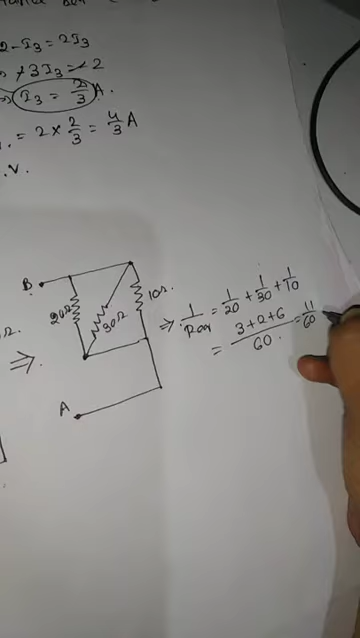 2 - I₃ = 2I₃
+3I₃ = 2
I₃ = 2/3 A.
= 2 × 2/3 = 4/3 A
.V.
B
20Ω
30Ω
10Ω
A
Ω.
⇒
⇒ 1/Req = 1/20 + 1/30 + 1/10
= 3+2+6/60 = 11/60